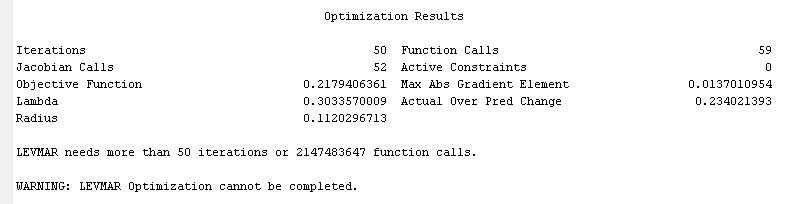 Optimization Results
Iterations 50 Function Calls 59
Jacobian Calls 52 Active Constraints 0
Objective Function 0.2179406361 Max Abs Gradient Element 0.0137010954
Lambda 0.3033570009 Actual Over Pred Change 0.234021393
Radius 0.1120296713
LEVMAR needs more than 50 iterations or 2147483647 function calls.
WARNING: LEVMAR Optimization cannot be completed.